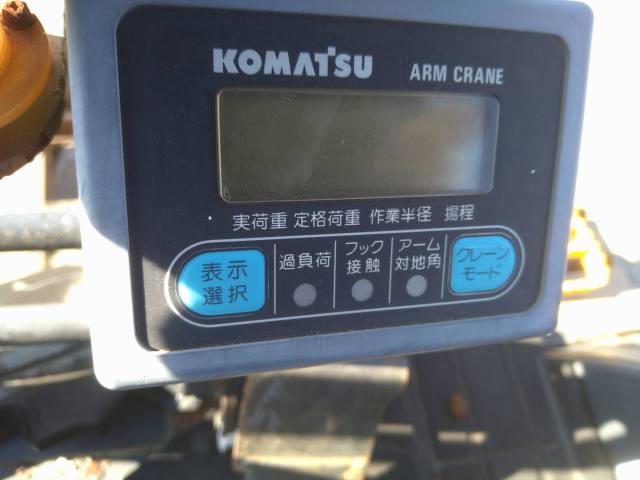 KOMATSU ARM CRANE
実荷重 定格荷重 作業半径 揚程
表示
選択
過負荷
フック
接触
アーム
対地角
クレーン
モード